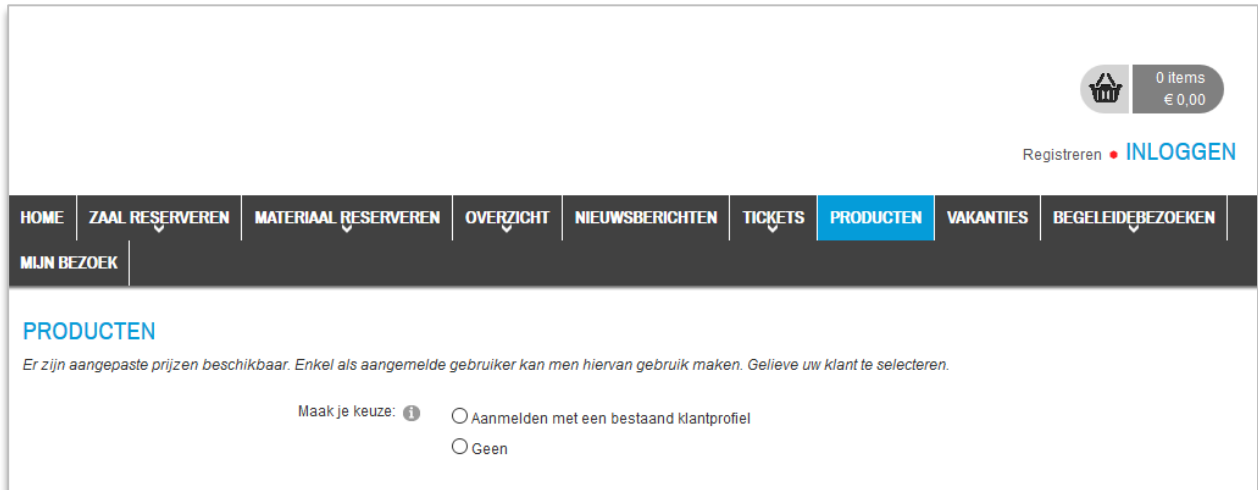 0 items
€ 0,00
Registreren • INLOGGEN
HOME ZAAL RESERVEREN MATERIAAL RESERVEREN OVERZICHT NIEUWSBERICHTEN TICKETS PRODUCTEN VAKANTIES BEGELEIDEBEZOEKEN
MIJN BEZOEK
PRODUCTEN
Er zijn aangepaste prijzen beschikbaar. Enkel als aangemelde gebruiker kan men hiervan gebruik maken. Gelieve uw klant te selecteren.
Maak je keuze: i Aanmelden met een bestaand klantprofiel
Geen